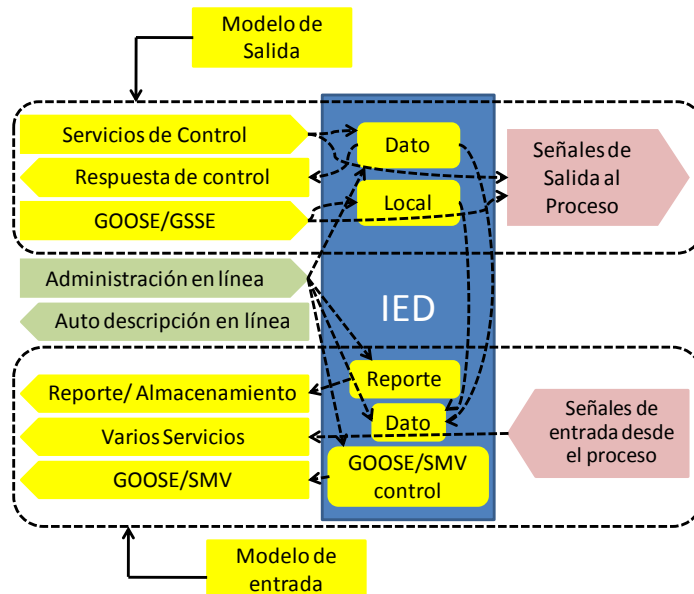 Modelo de
Salida
Servicios de Control
Dato
Señales de
Salida al
Proceso
Respuesta de control
Local
GOOSE/GSSE
Administración en línea
IED
Auto descripción en línea
Reporte/ Almacenamiento
Reporte
Señales de
entrada desde
el proceso
Varios Servicios
Dato
GOOSE/SMV
GOOSE/SMV
control
Modelo de
entrada